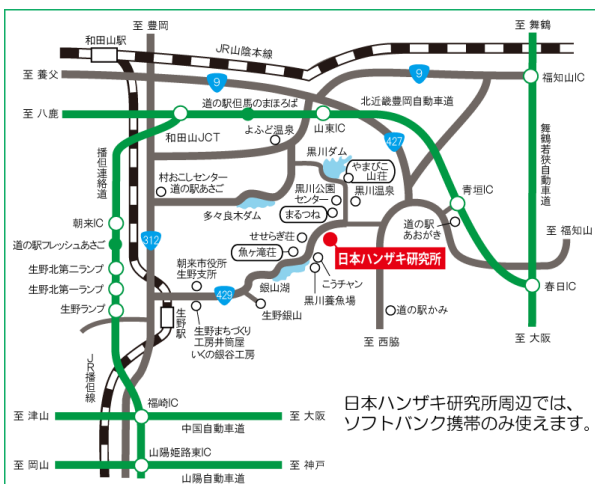 至 豊岡
和田山駅
JR山陰本線
至 舞鶴
至 養父
9
9
福知山IC
至 八鹿
道の駅但馬のまほろば
北近畿豊岡自動車道
山東IC
和田山JCT
よふど温泉
427
舞鶴若狭自動車道
播但連絡道
黒川ダム
やまびこ
山荘
村おこしセンター
道の駅あさご
黒川公園
センター
黒川温泉
青垣IC
多々良木ダム
まるつね
道の駅
あおがき
朝来IC
312
せせらぎ荘
至 福知山
道の駅フレッシュあさご
魚ヶ滝荘
日本ハンザキ研究所
朝来市役所
生野支所
生野北第二ランプ
銀山湖
こうチャン
春日IC
生野北第一ランプ
429
黒川養魚場
生野ランプ
生野駅
生野銀山
道の駅かみ
生野まちづくり
工房井筒屋
いくの銀谷工房
至 西脇
至 大阪
JR播但線
福崎IC
至 津山
至 大阪
中国自動車道
日本ハンザキ研究所周辺では、
ソフトバンク携帯のみ使えます。
山陽姫路東IC
至 岡山
至 神戸
山陽自動車道